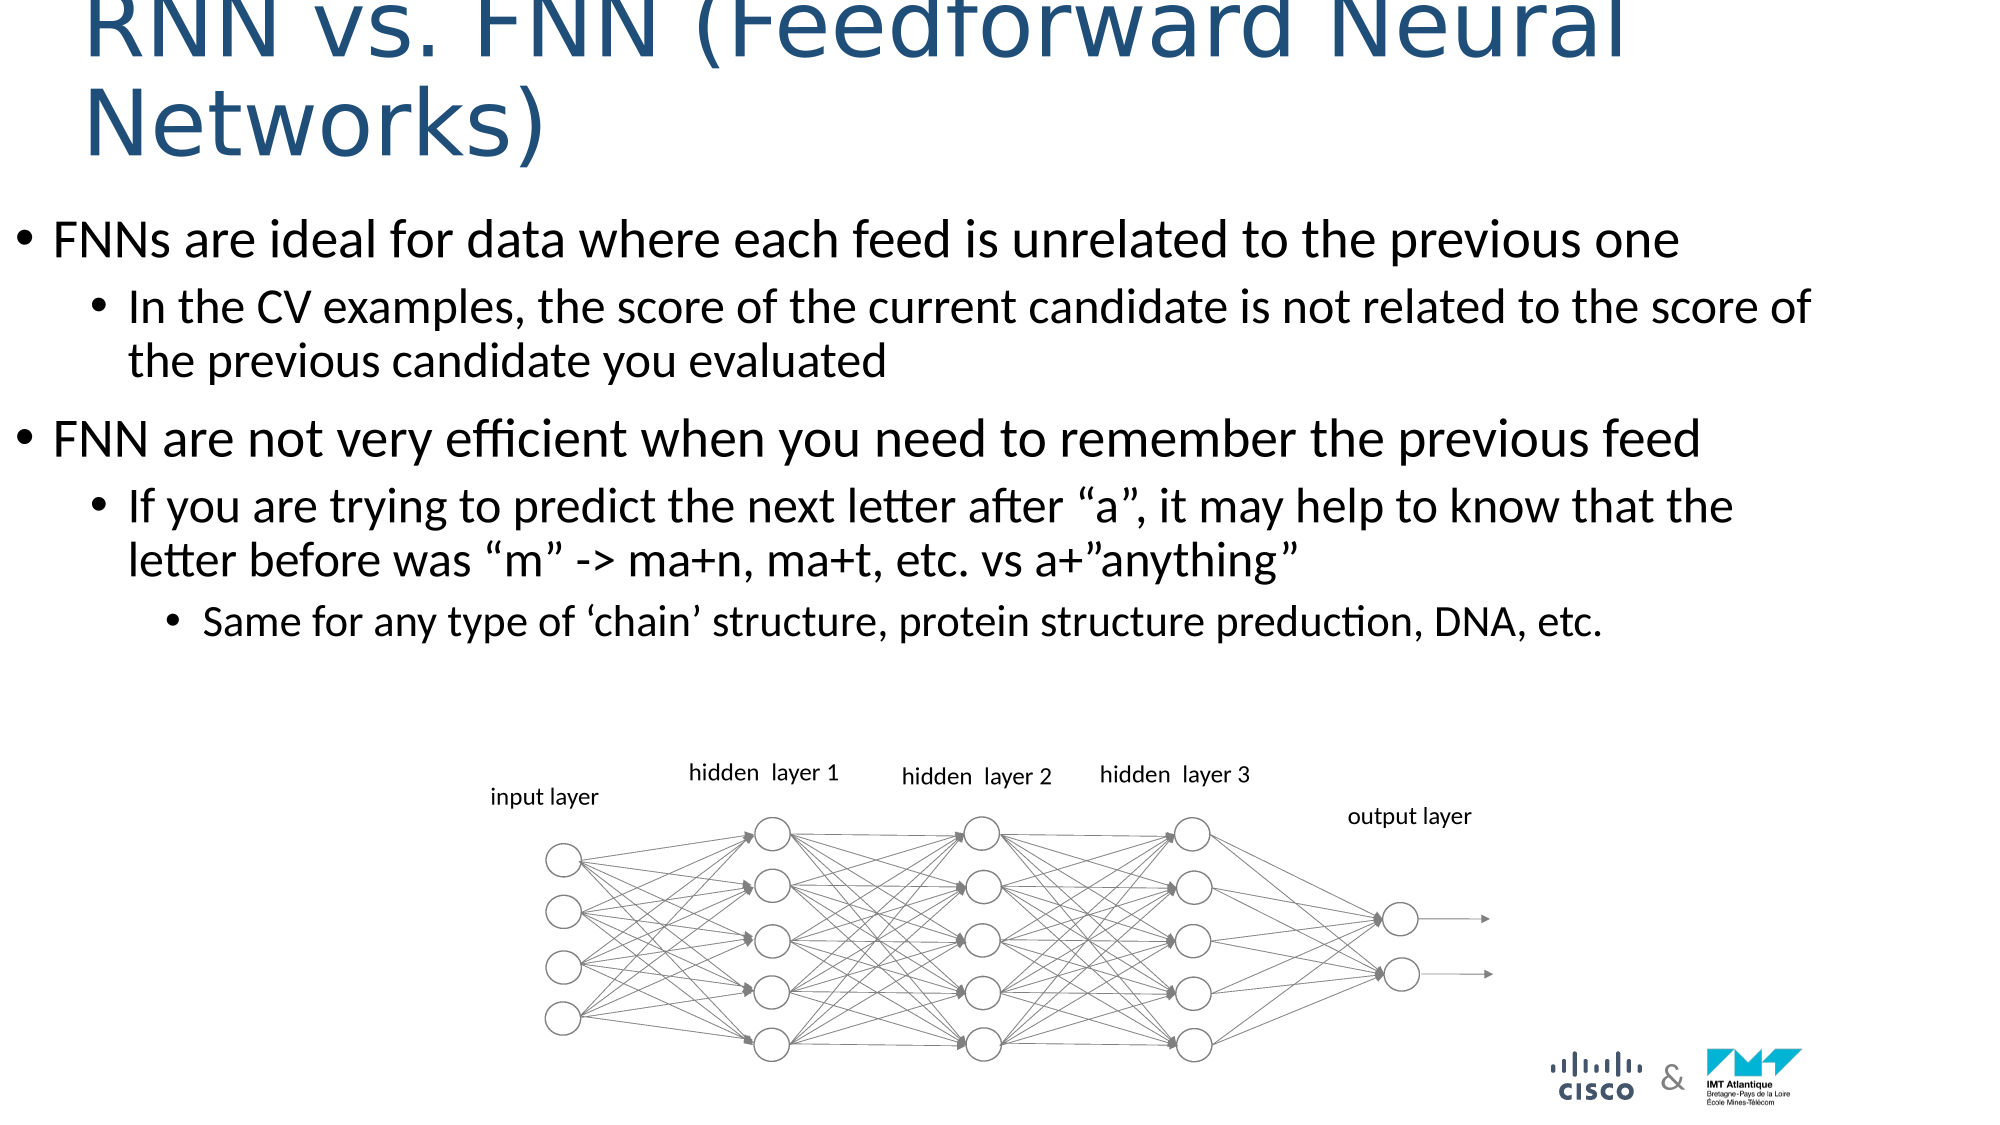 RNN vs. FNN (Feedforward Neural
Networks)
• FNNs are ideal for data where each feed is unrelated to the previous one
• In the CV examples, the score of the current candidate is not related to the score of
the previous candidate you evaluated
• FNN are not very efficient when you need to remember the previous feed
• If you are trying to predict the next letter after “a”, it may help to know that the
letter before was “m” -> ma+n, ma+t, etc. vs a+”anything”
• Same for any type of ‘chain’ structure, protein structure preduction, DNA, etc.
input layer
hidden layer 1
hidden layer 2
hidden layer 3
output layer
CISCO
&
IMT Atlantique
Bretagne-Pays de la Loire
École Mines-Télécom